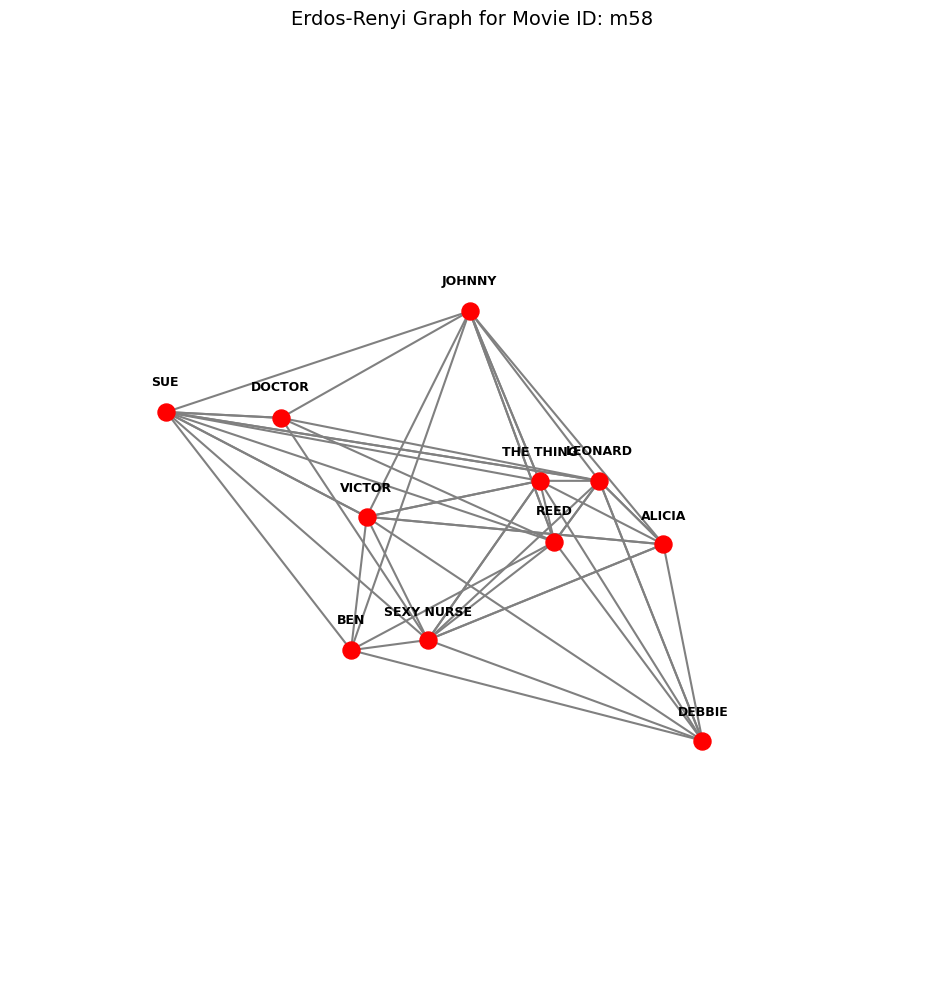 Erdos-Renyi Graph for Movie ID: m58
JOHNNY
SUE
DOCTOR
THE THING
LEONARD
VICTOR
REED
ALICIA
SEXY NURSE
BEN
DEBBIE